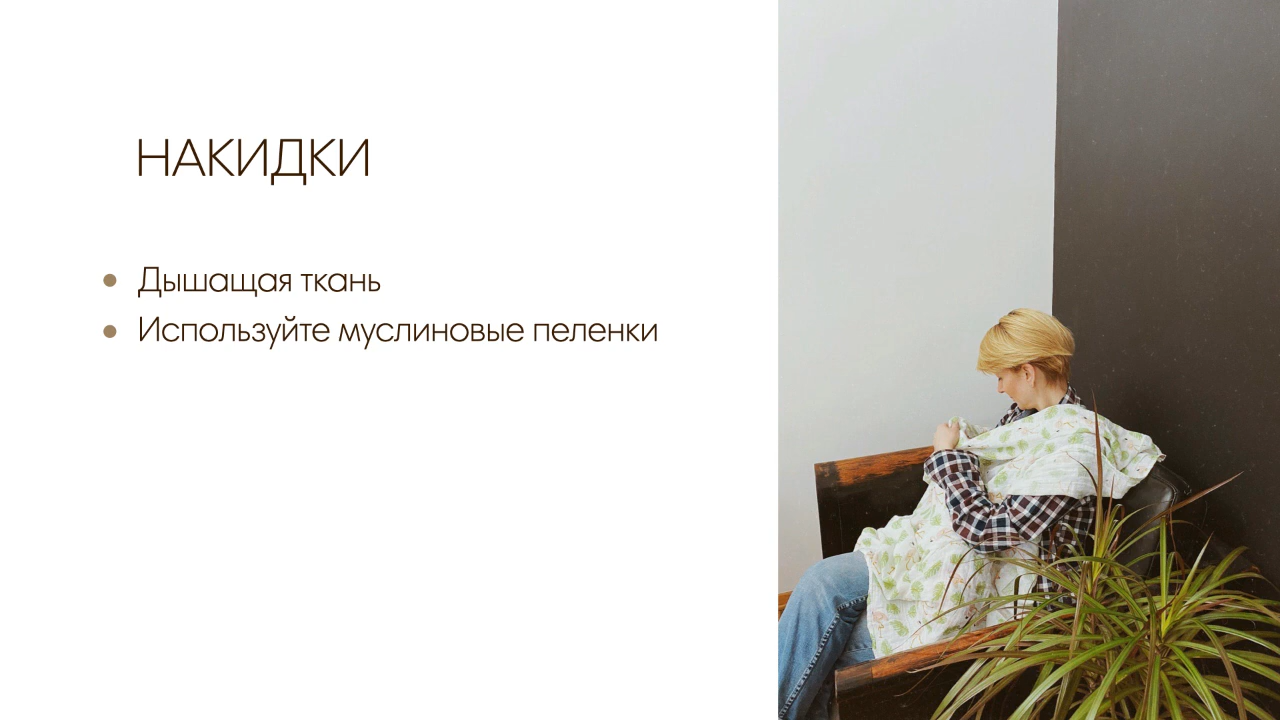 НАКИДКИ
Дышащая ткань
Используйте муслиновые пеленки